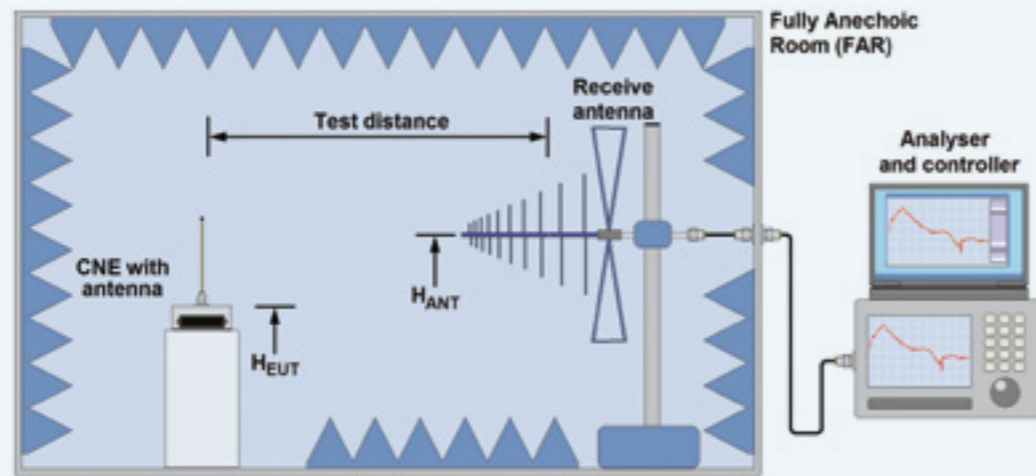 Fully Anechoic
Room (FAR)
Receive
antenna
Test distance
Analyser
and controller
CNE with
antenna
HANT
HEUT